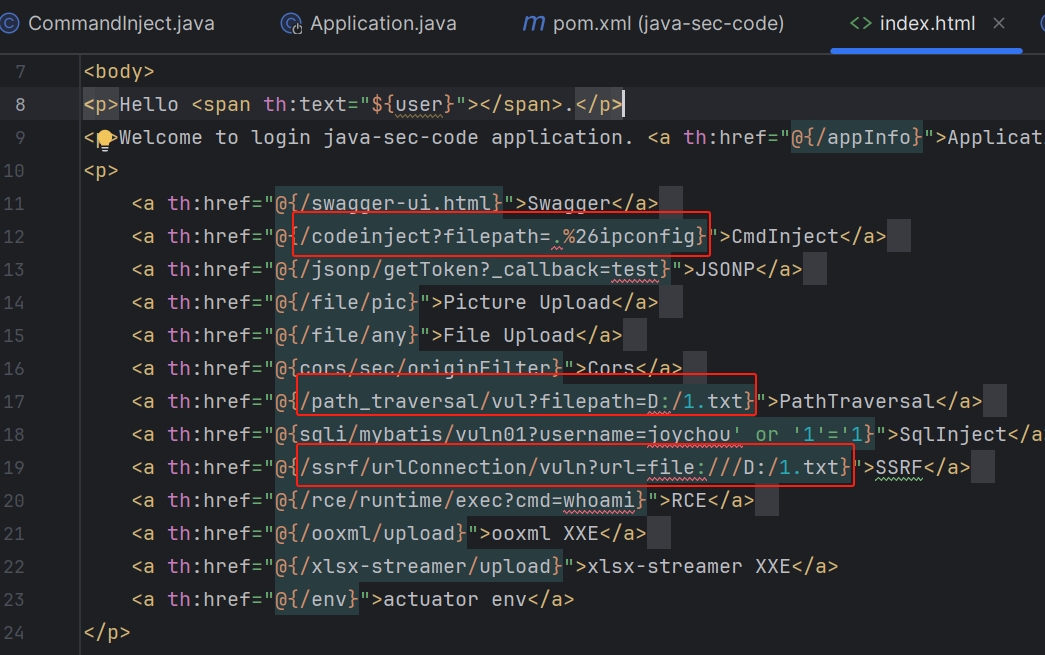 CommandInject.java Application.java m pom.xml (java-sec-code) <> index.html ×
7 <body>
8 <p>Hello <span th:text="${user}"></span>.</p>
9 <p>Welcome to login java-sec-code application. <a th:href="@{/appInfo}">Applicat
10 <p>
11 <a th:href="@{/swagger-ui.html}">Swagger</a>
12 <a th:href="@{/codeinject?filepath=.%26ipconfig}">CmdInject</a>
13 <a th:href="@{/jsonp/getToken?_callback=test}">JSONP</a>
14 <a th:href="@{/file/pic}">Picture Upload</a>
15 <a th:href="@{/file/any}">File Upload</a>
16 <a th:href="@{cors/sec/originFilter}">Cors</a>
17 <a th:href="@{/path_traversal/vul?filepath=D:/1.txt}">PathTraversal</a>
18 <a th:href="@{sqli/mybatis/vuln01?username=joychou' or '1'='1}">SqlInject</a
19 <a th:href="@{/ssrf/urlConnection/vuln?url=file:///D:/1.txt}">SSRF</a>
20 <a th:href="@{/rce/runtime/exec?cmd=whoami}">RCE</a>
21 <a th:href="@{/ooxml/upload}">ooxml XXE</a>
22 <a th:href="@{/xlsx-streamer/upload}">xlsx-streamer XXE</a>
23 <a th:href="@{/env}">actuator env</a>
24 </p>